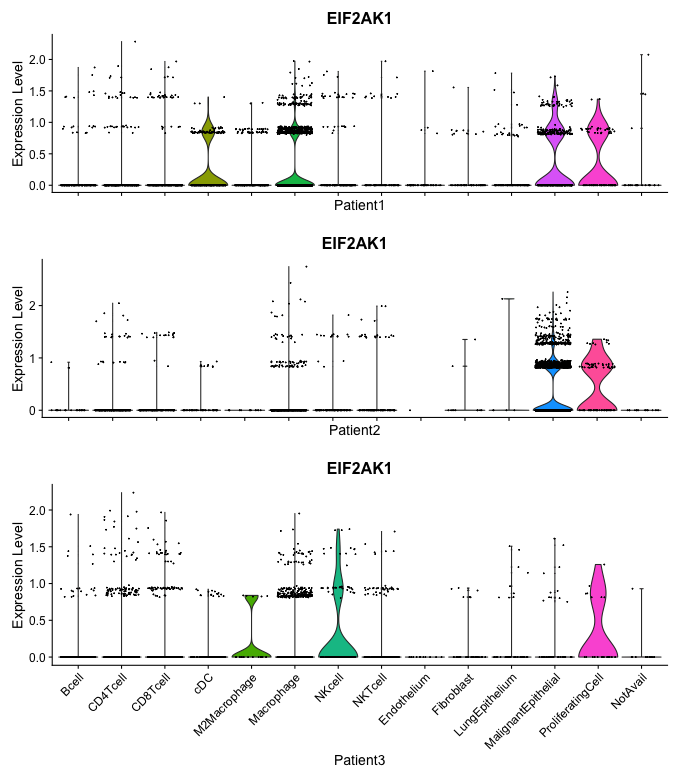 EIF2AK1
Expression Level
2.0
1.5
1.0
0.5
0.0
Patient1
EIF2AK1
Expression Level
2
1
0
Patient2
EIF2AK1
Expression Level
2.0
1.5
1.0
0.5
0.0
Bcell
CD4Tcell
CD8Tcell
cDC
M2Macrophage
Macrophage
NKcell
NKTcell
Endothelium
Fibroblast
LungEpithelium
MalignantEpithelial
ProliferatingCell
NotAvail
Patient3